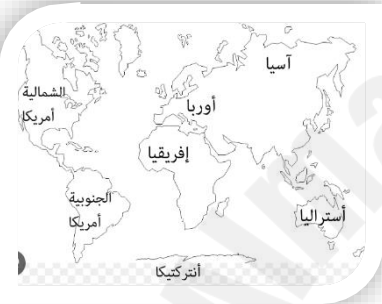 آسيا
الشمالية
أمريكا
أوربا
إفريقيا
الجنوبية
أمريكا
أستراليا
أنتركتيكا